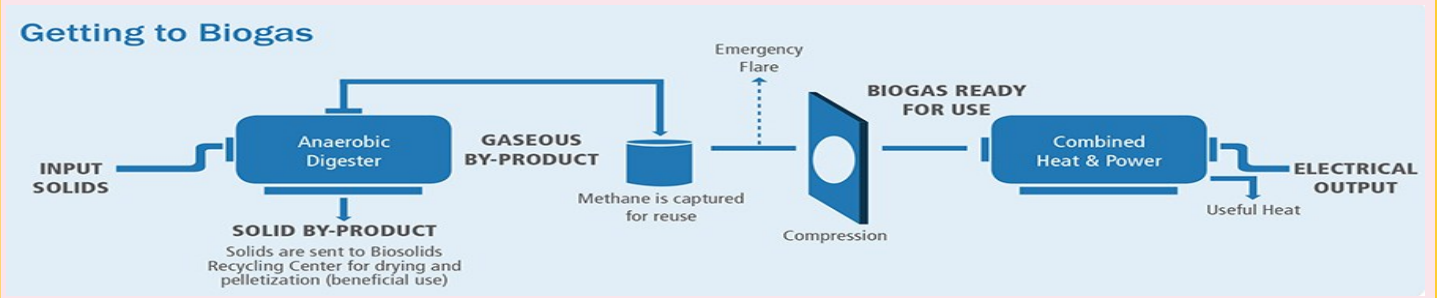 Getting to Biogas
INPUT
SOLIDS
Anaerobic
Digester
SOLID BY-PRODUCT
Solids are sent to Biosolids
Recycling Center for drying and
pelletization (beneficial use)
GASEOUS
BY-PRODUCT
Methane is captured
for reuse
Emergency
Flare
Compression
BIOGAS READY
FOR USE
Combined
Heat & Power
ELECTRICAL
OUTPUT
Useful Heat